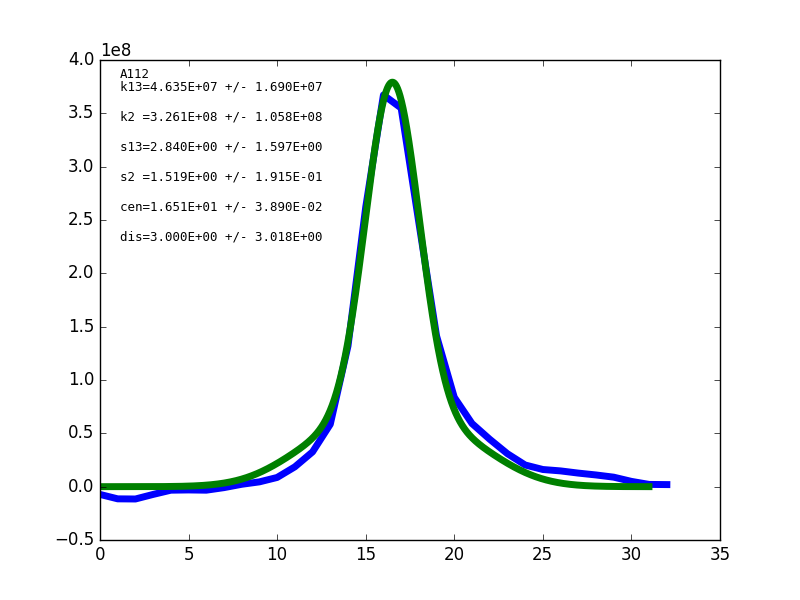 1e8
4.0
3.5
3.0
2.5
2.0
1.5
1.0
0.5
0.0
−0.5
A112
k13=4.635E+07 +/- 1.690E+07
k2 =3.261E+08 +/- 1.058E+08
s13=2.840E+00 +/- 1.597E+00
s2 =1.519E+00 +/- 1.915E-01
cen=1.651E+01 +/- 3.890E-02
dis=3.000E+00 +/- 3.018E+00
0 5 10 15 20 25 30 35